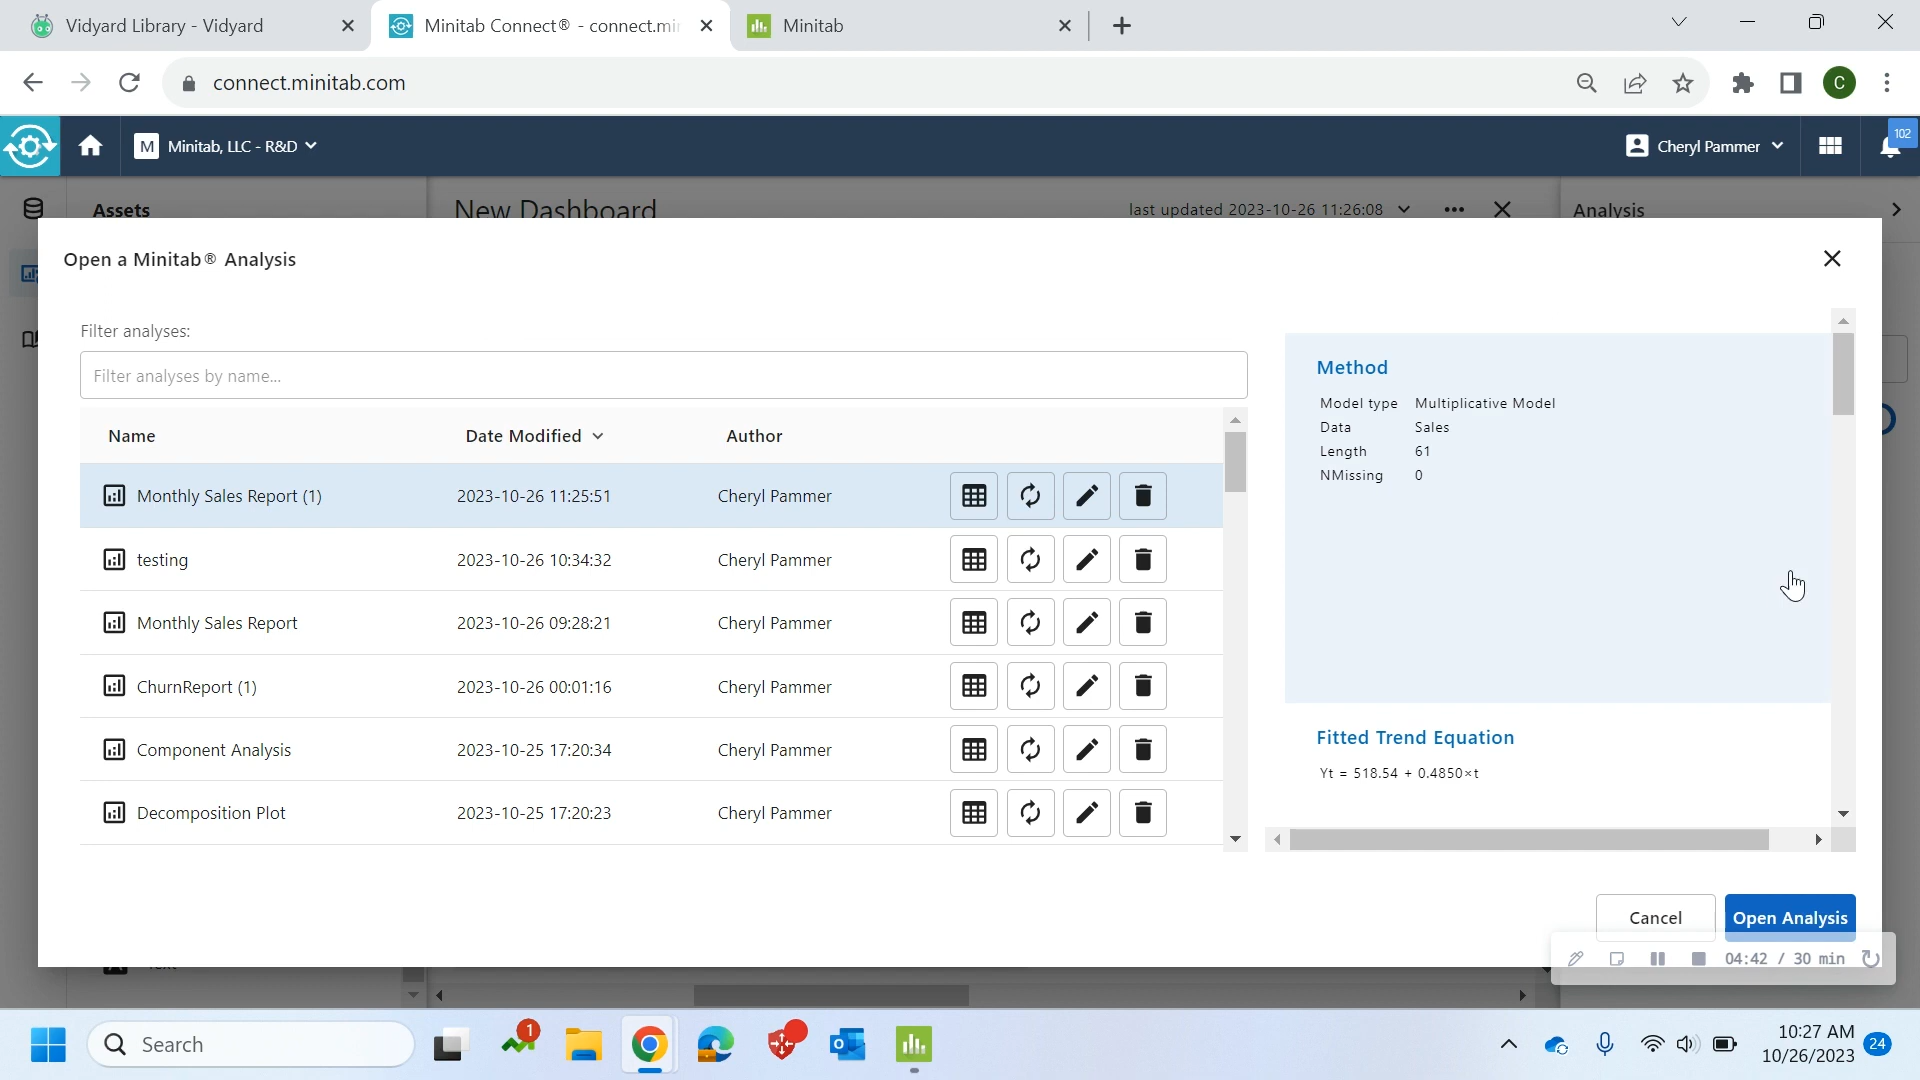 Vidyard Library - Vidyard
Minitab Connect® - connect.mi
Minitab
connect.minitab.com
C
M Minitab, LLC - R&D
Cheryl Pammer
102
Assets
New Dashboard
last updated 2023-10-26 11:26:08
Analysis
Open a Minitab® Analysis
Filter analyses:
Filter analyses by name...
Name Date Modified Author
Monthly Sales Report (1) 2023-10-26 11:25:51 Cheryl Pammer
testing 2023-10-26 10:34:32 Cheryl Pammer
Monthly Sales Report 2023-10-26 09:28:21 Cheryl Pammer
ChurnReport (1) 2023-10-26 00:01:16 Cheryl Pammer
Component Analysis 2023-10-25 17:20:34 Cheryl Pammer
Decomposition Plot 2023-10-25 17:20:23 Cheryl Pammer
Method
Model type Multiplicative Model
Data Sales
Length 61
NMissing 0
Fitted Trend Equation
Yt = 518.54 + 0.4850×t
Cancel
Open Analysis
04:42 / 30 min
Search
1
10:27 AM
10/26/2023
24